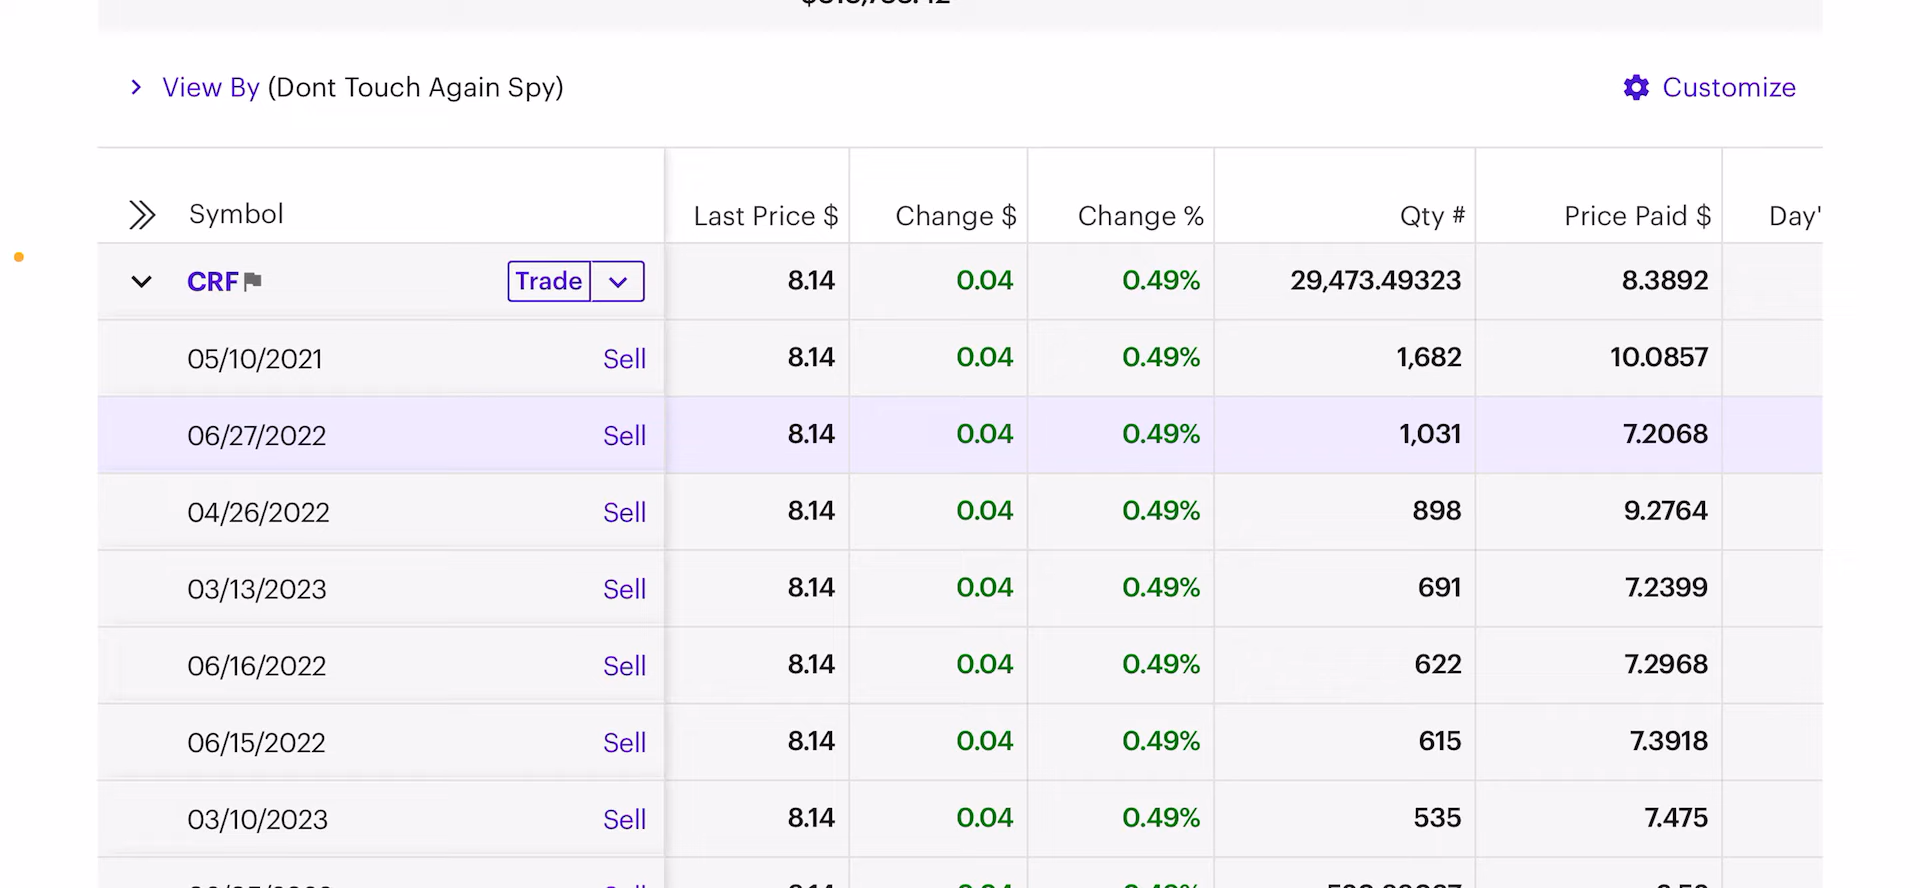 View By (Dont Touch Again Spy) Customize
Symbol Last Price $ Change $ Change % Qty # Price Paid $ Day'
CRF Trade 8.14 0.04 0.49% 29,473.49323 8.3892
05/10/2021 Sell 8.14 0.04 0.49% 1,682 10.0857
06/27/2022 Sell 8.14 0.04 0.49% 1,031 7.2068
04/26/2022 Sell 8.14 0.04 0.49% 898 9.2764
03/13/2023 Sell 8.14 0.04 0.49% 691 7.2399
06/16/2022 Sell 8.14 0.04 0.49% 622 7.2968
06/15/2022 Sell 8.14 0.04 0.49% 615 7.3918
03/10/2023 Sell 8.14 0.04 0.49% 535 7.475